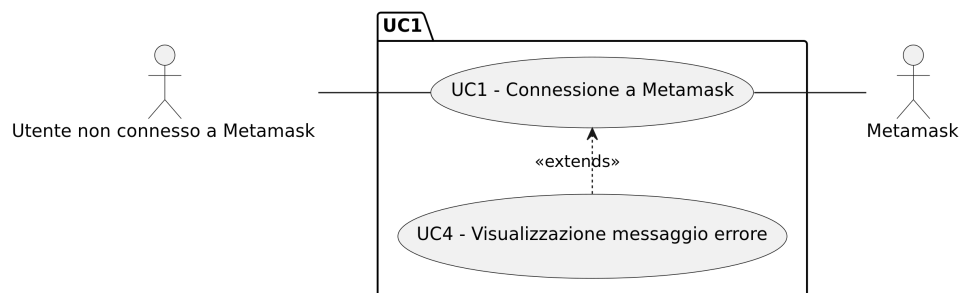 UC1
UC1 - Connessione a Metamask
Utente non connesso a Metamask
Metamask
«extends»
UC4 - Visualizzazione messaggio errore